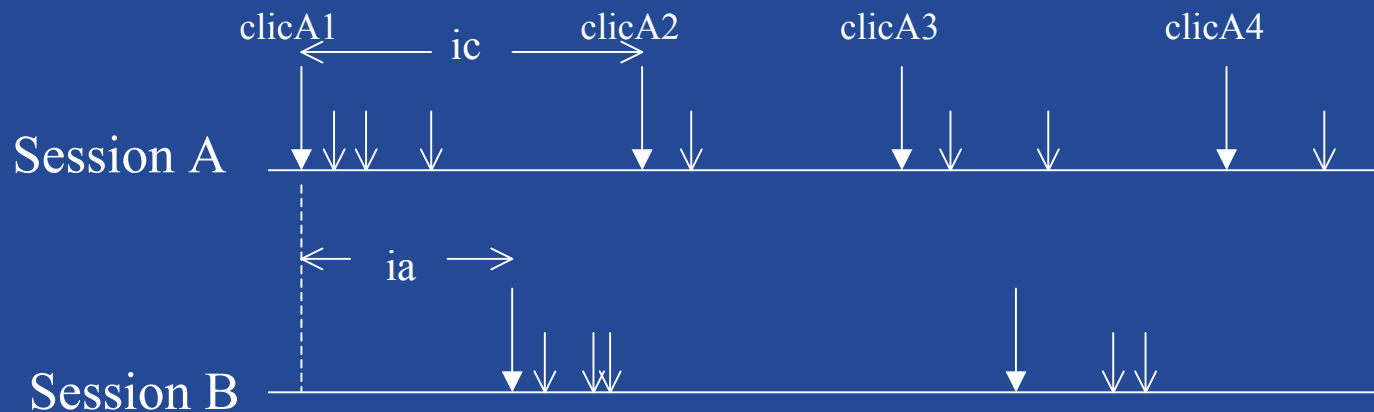 clicA1
clicA2
clicA3
clicA4
ic
Session A
ia
Session B